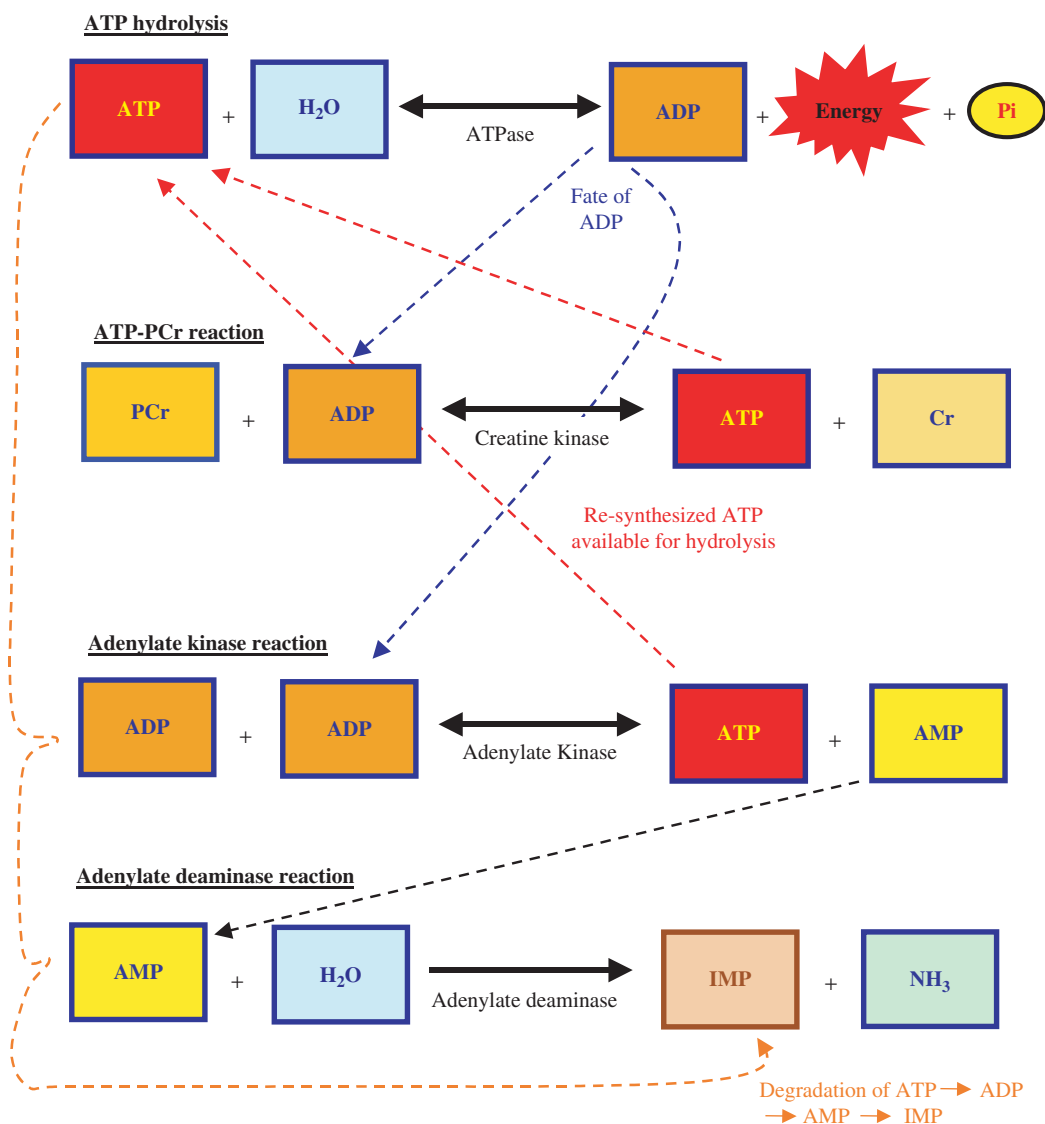 ATP hydrolysis
ATP + H₂O ADP + Energy + Pi
ATPase
Fate of
ADP
ATP-PCr reaction
PCr + ADP ATP + Cr
Creatine kinase
Re-synthesized ATP
available for hydrolysis
Adenylate kinase reaction
ADP + ADP ATP + AMP
Adenylate Kinase
Adenylate deaminase reaction
AMP + H₂O IMP + NH₃
Adenylate deaminase
Degradation of ATP → ADP
→ AMP → IMP